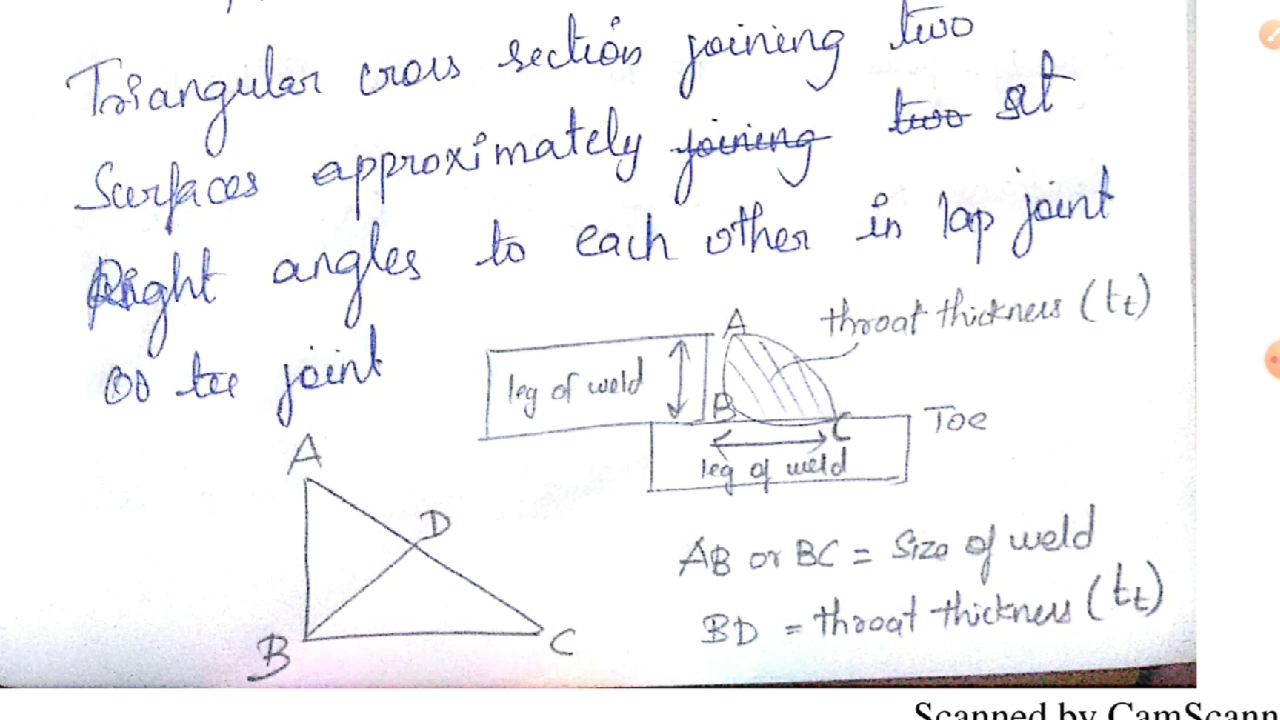 Triangular cross section joining two
Surfaces approximately joining two at
Right angles to each other in lap joint
or tee joint
throat thickness (tt)
A
leg of weld
B
C
Toe
leg of weld
A
D
B
C
AB or BC = Size of weld
BD = throat thickness (tt)
Scanned by CamScann